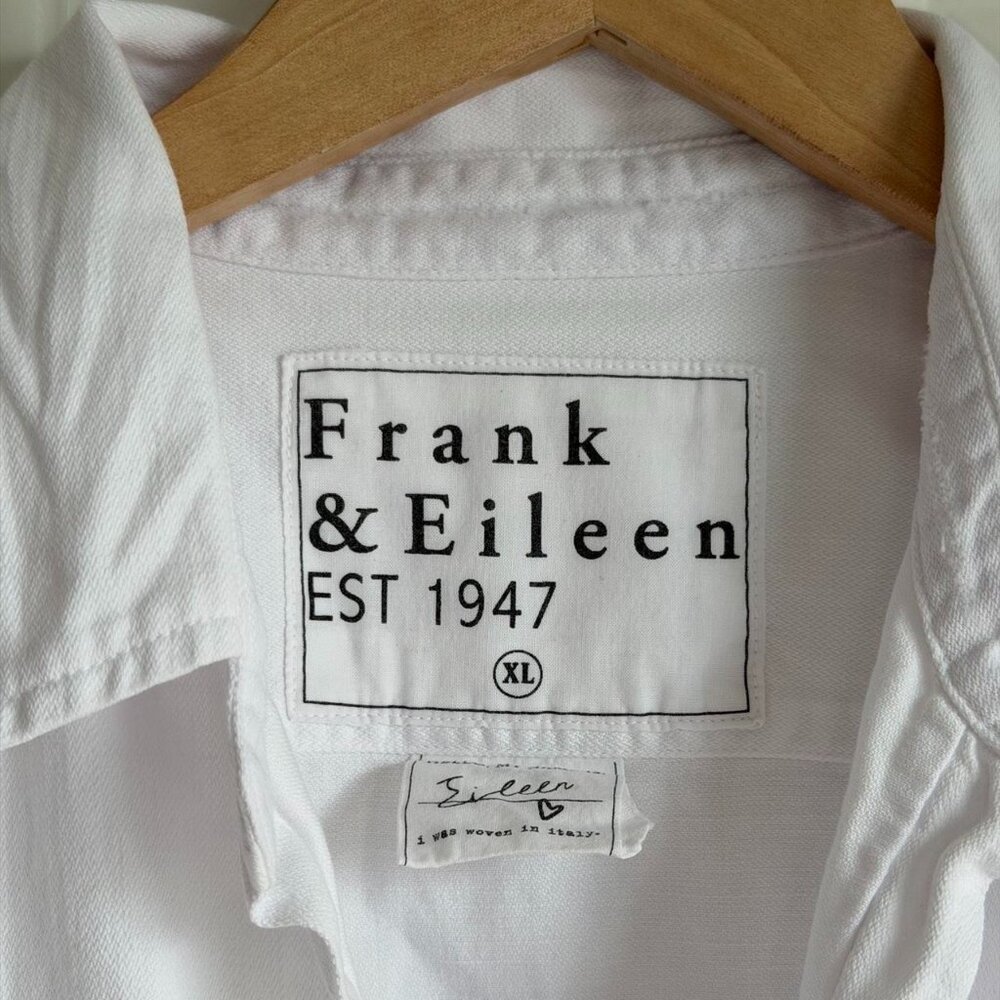 Frank
& Eileen
EST 1947
XL
Eileen
i was woven in italy-